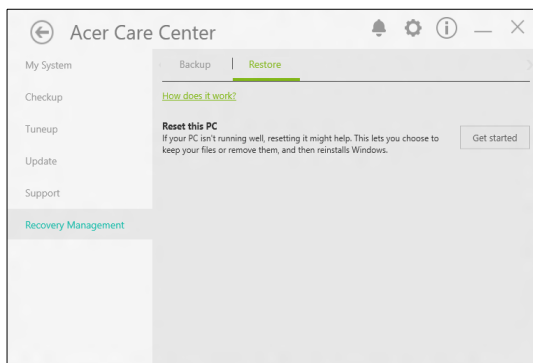 Acer Care Center
My System
Checkup
Tuneup
Update
Support
Recovery Management
Backup
Restore
How does it work?
Reset this PC
If your PC isn't running well, resetting it might help. This lets you choose to
keep your files or remove them, and then reinstalls Windows.
Get started